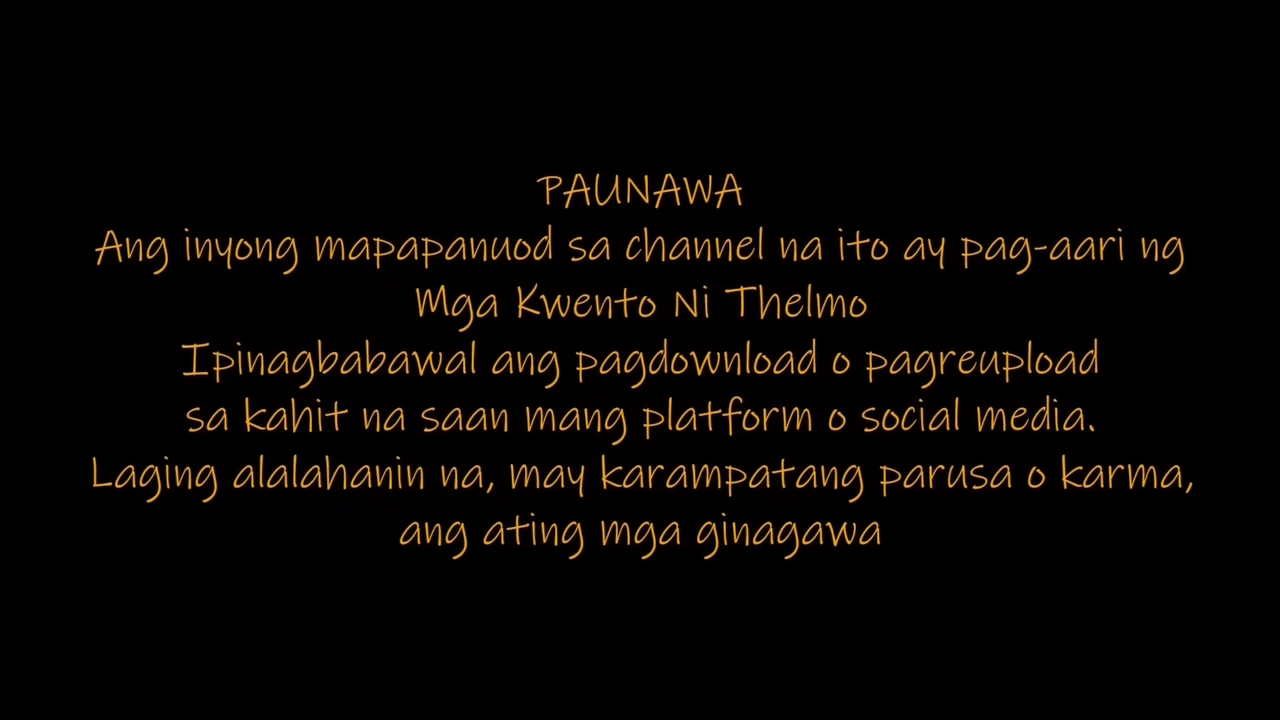 PAUNAWA
Ang inyong mapapanuod sa channel na ito ay pag-aari ng
Mga Kwento Ni Thelmo
Ipinagbabawal ang pagdownload o pagreupload
sa kahit na saan mang platform o social media.
Laging alalahanin na, may karampatang parusa o karma,
ang ating mga ginagawa